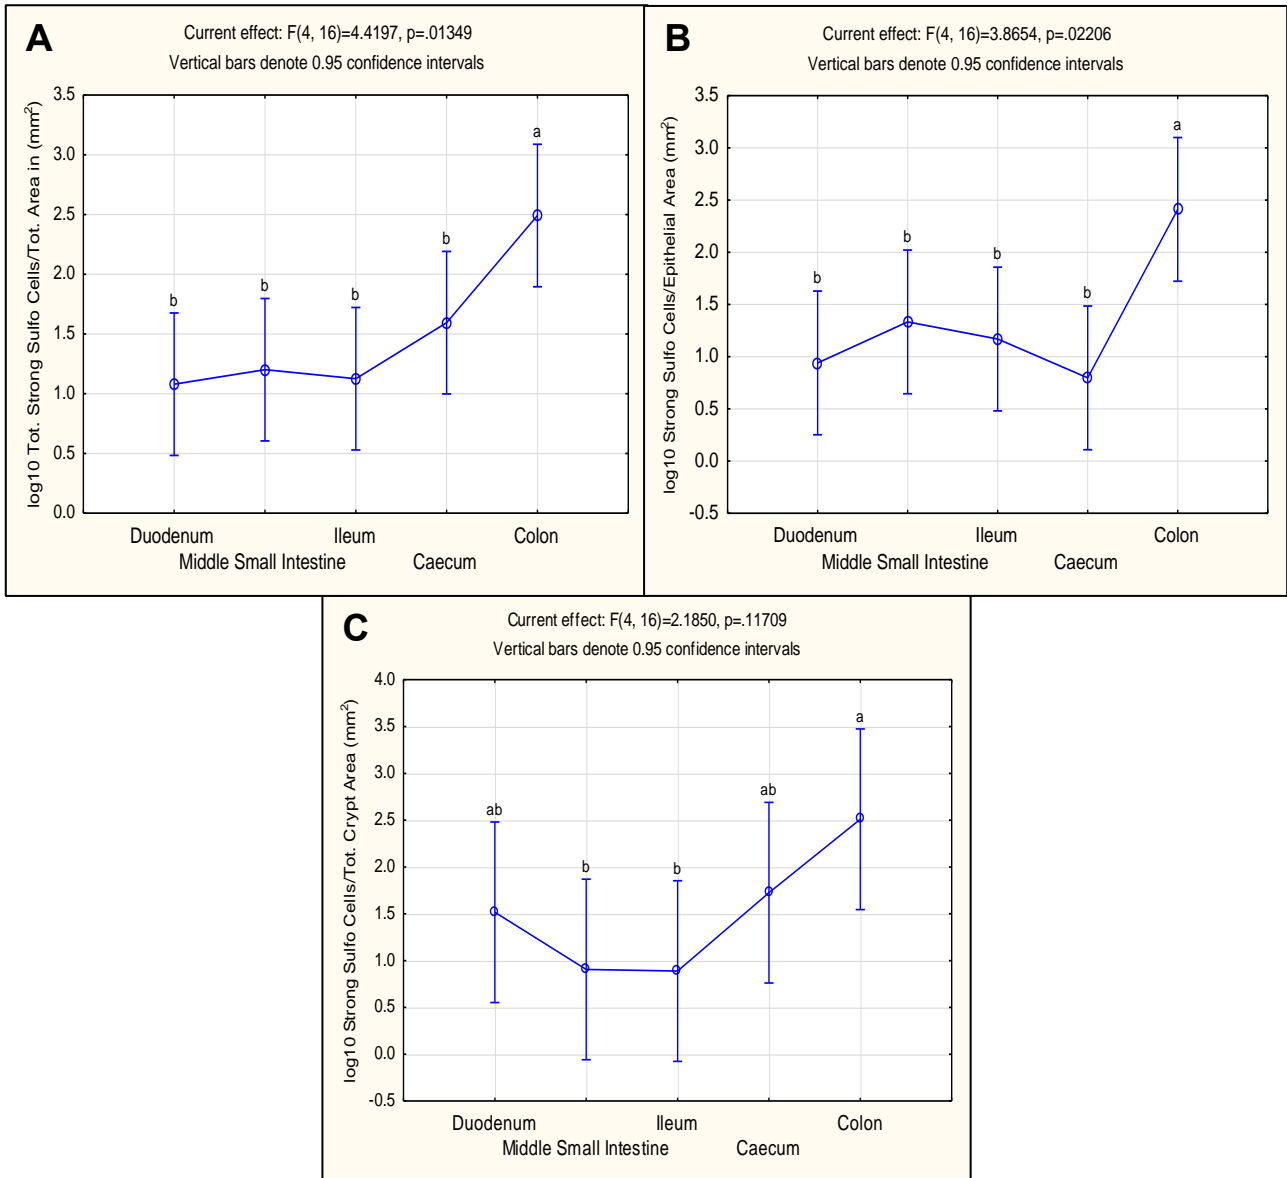 A
Current effect: F(4, 16)=4.4197, p=.01349
Vertical bars denote 0.95 confidence intervals
log10 Tot. Strong Sulfo Cells/Tot. Area in (mm²)
3.5
3.0
2.5
2.0
1.5
1.0
0.5
0.0
b
b
b
b
a
Duodenum
Ileum
Colon
Middle Small Intestine
Caecum
B
Current effect: F(4, 16)=3.8654, p=.02206
Vertical bars denote 0.95 confidence intervals
log10 Strong Sulfo Cells/Epithelial Area (mm²)
3.5
3.0
2.5
2.0
1.5
1.0
0.5
0.0
-0.5
b
b
b
b
a
Duodenum
Ileum
Colon
Middle Small Intestine
Caecum
C
Current effect: F(4, 16)=2.1850, p=.11709
Vertical bars denote 0.95 confidence intervals
log10 Strong Sulfo Cells/Tot. Crypt Area (mm²)
4.0
3.5
3.0
2.5
2.0
1.5
1.0
0.5
0.0
-0.5
ab
b
b
ab
a
Duodenum
Ileum
Colon
Middle Small Intestine
Caecum